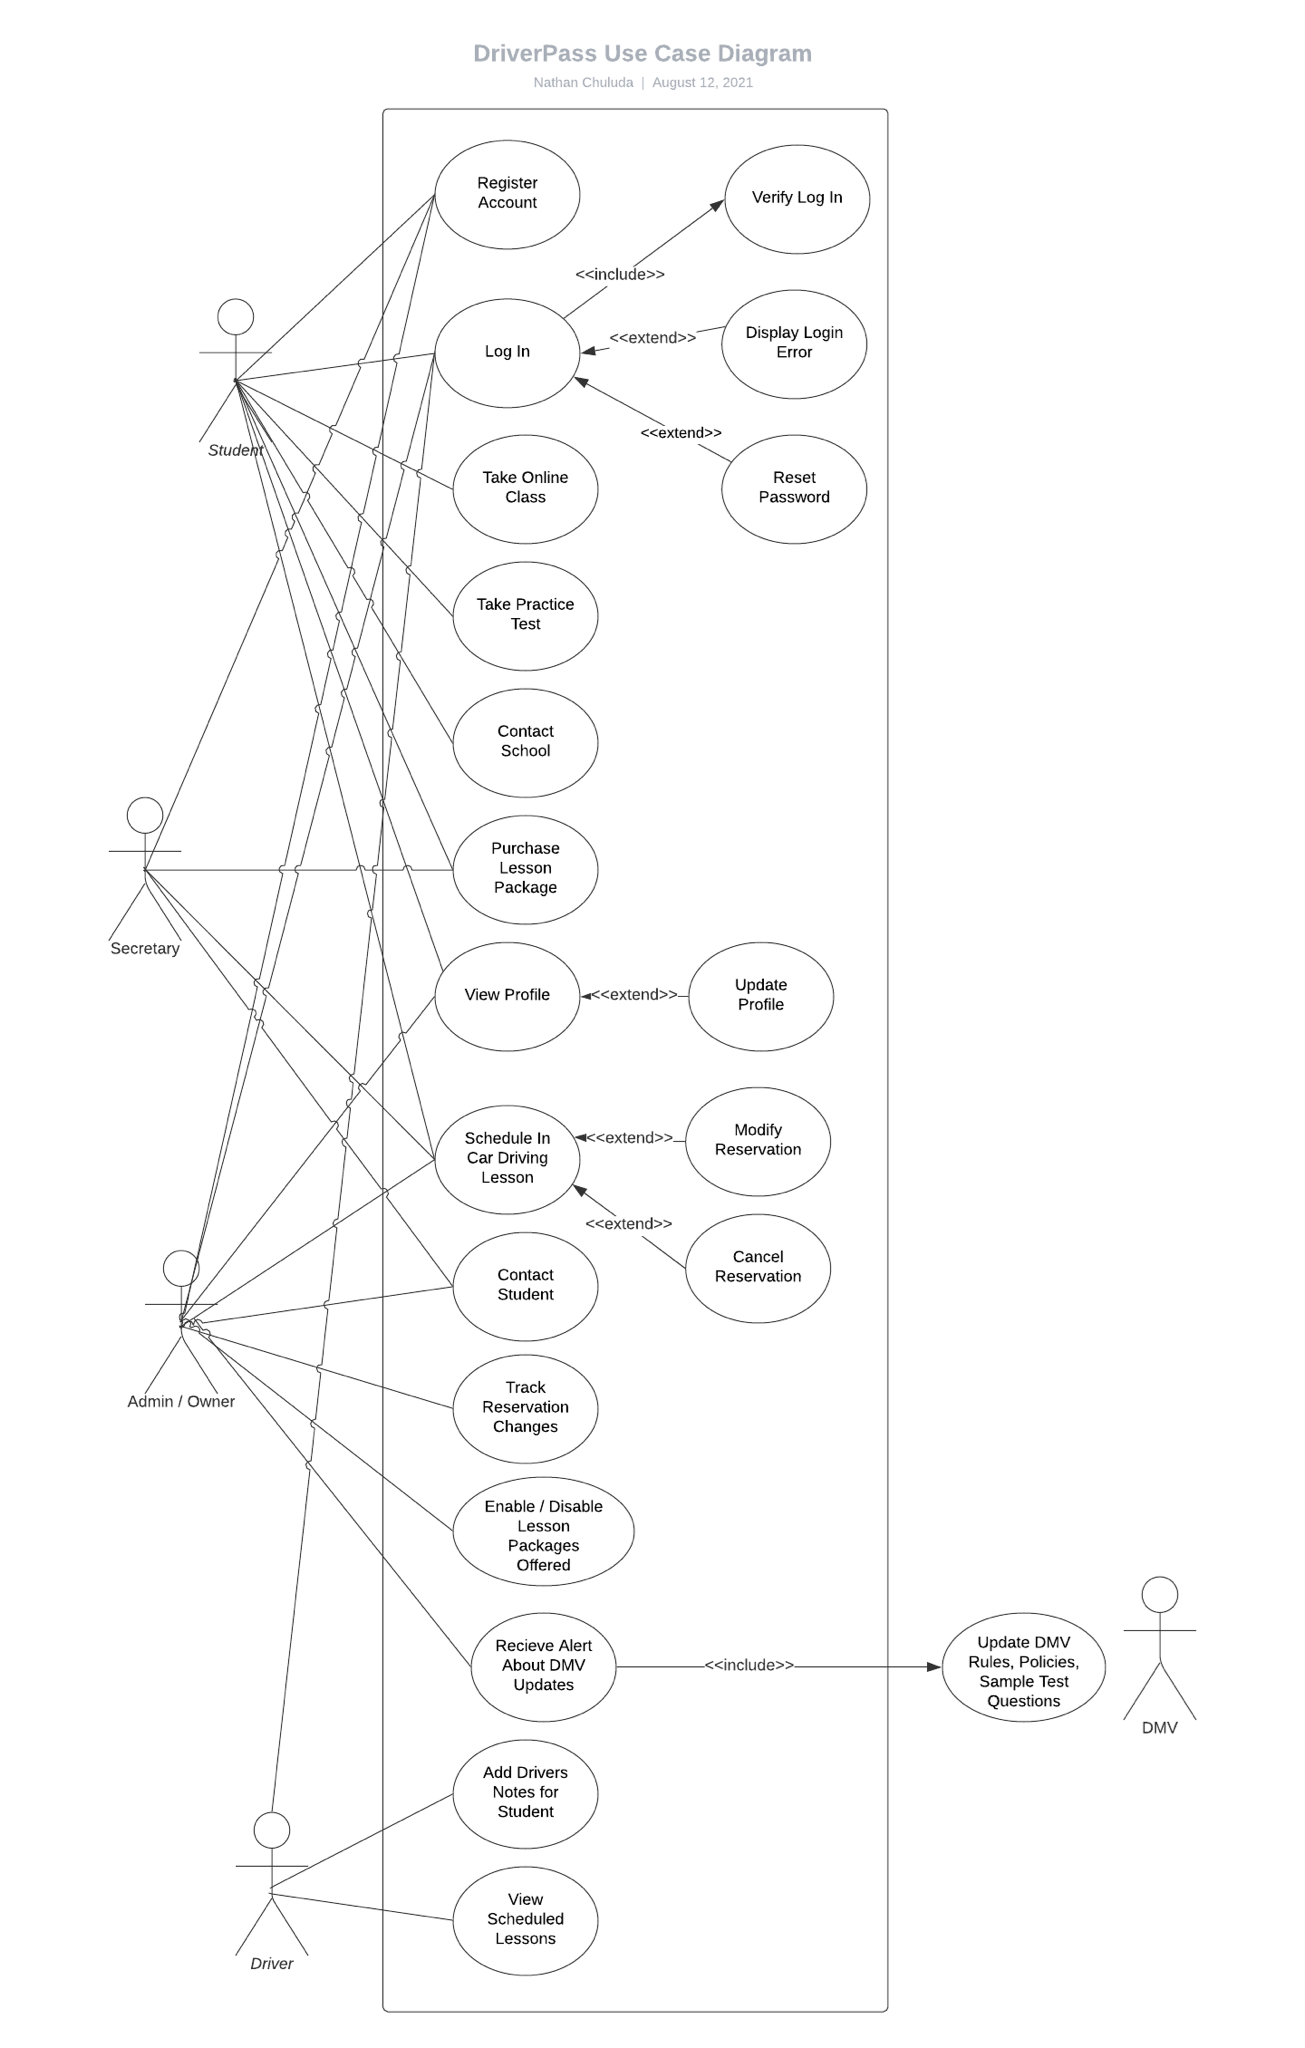 DriverPass Use Case Diagram
Nathan Chuluda | August 12, 2021
Register
Account
Verify Log In
<<include>>
Log In
<<extend>>
Display Login
Error
<<extend>>
Reset
Password
Student
Take Online
Class
Take Practice
Test
Contact
School
Purchase
Lesson
Package
Secretary
View Profile
<<extend>>
Update
Profile
Schedule In
Car Driving
Lesson
<<extend>>
Modify
Reservation
<<extend>>
Cancel
Reservation
Contact
Student
Admin / Owner
Track
Reservation
Changes
Enable / Disable
Lesson
Packages
Offered
Recieve Alert
About DMV
Updates
<<include>>
Update DMV
Rules, Policies,
Sample Test
Questions
DMV
Add Drivers
Notes for
Student
View
Scheduled
Lessons
Driver